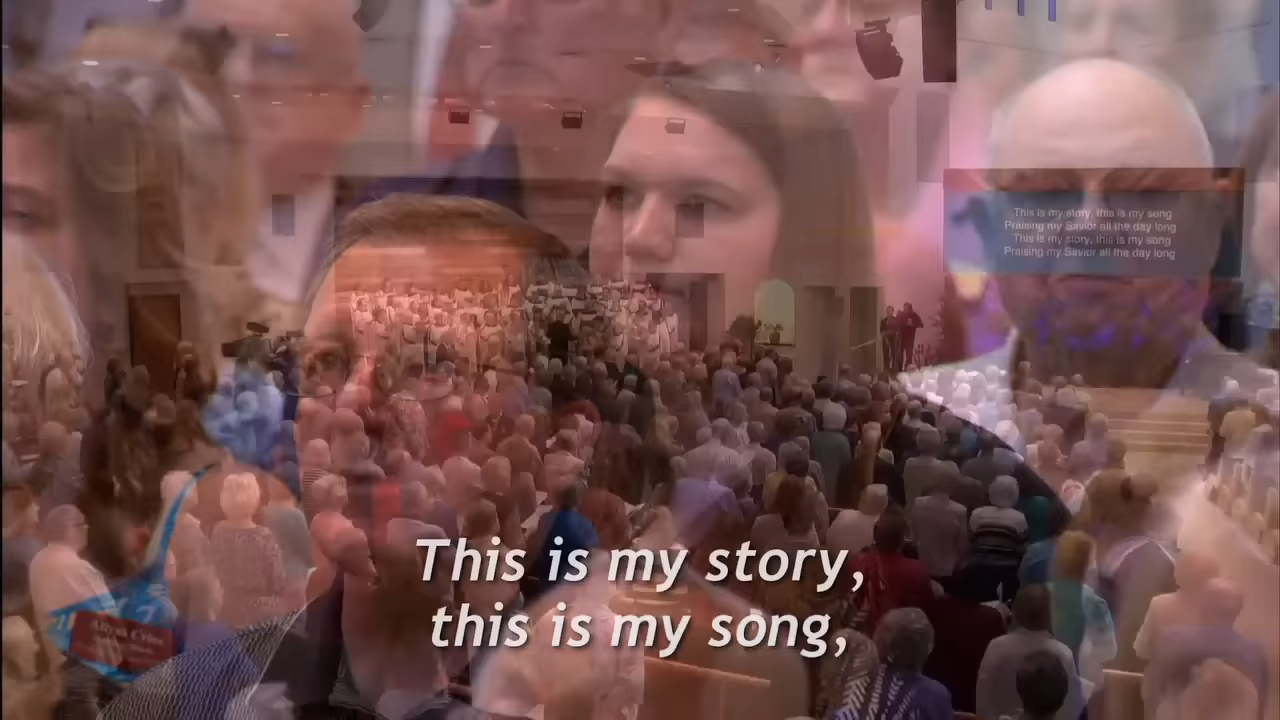 This is my story, this is my song
Praising my Savior all the day long
This is my story, this is my song
Praising my Savior all the day long
This is my story,
this is my song,